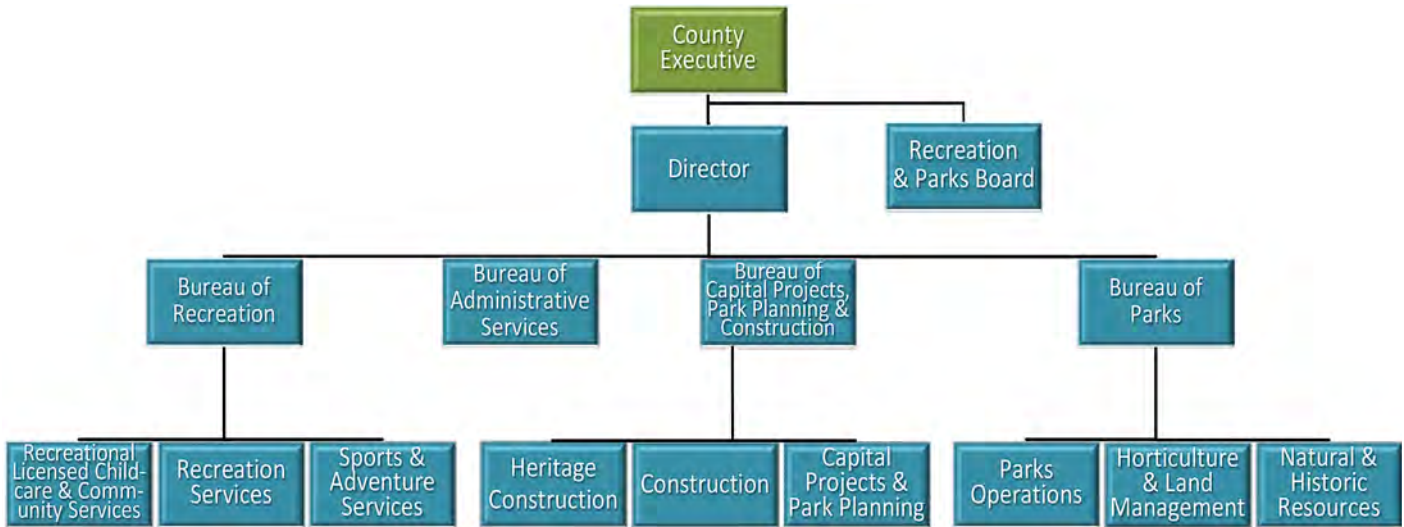 County
Executive
Director
Recreation
& Parks Board
Bureau of
Recreation
Bureau of
Administrative
Services
Bureau of
Capital Projects,
Park Planning &
Construction
Bureau of
Parks
Recreational
Licensed Child-
care & Comm-
unity Services
Recreation
Services
Sports &
Adventure
Services
Heritage
Construction
Construction
Capital
Projects &
Park Planning
Parks
Operations
Horticulture
& Land
Management
Natural &
Historic
Resources